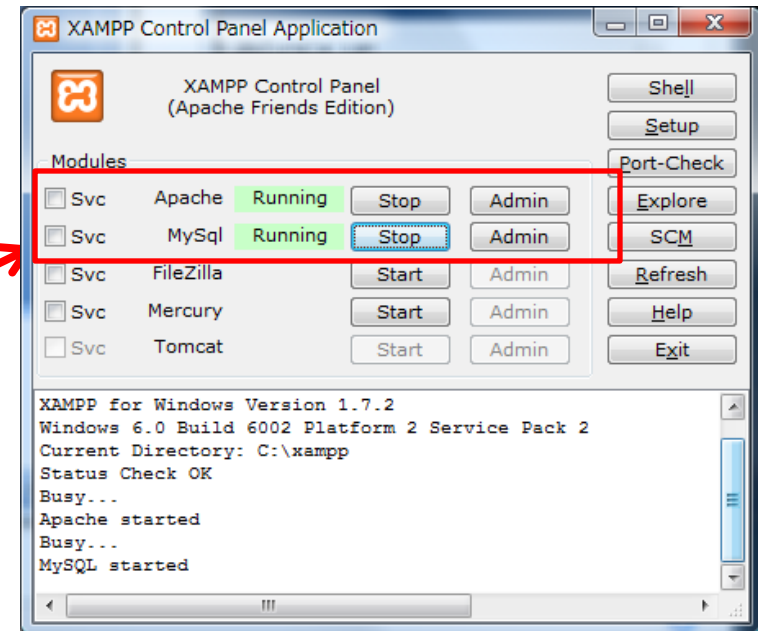 XAMPP Control Panel Application
XAMPP Control Panel
(Apache Friends Edition)
Shell
Setup
Modules
Port-Check
Svc Apache Running Stop Admin Explore
Svc MySql Running Stop Admin SCM
Svc FileZilla Start Admin Refresh
Svc Mercury Start Admin Help
Svc Tomcat Start Admin Exit
XAMPP for Windows Version 1.7.2
Windows 6.0 Build 6002 Platform 2 Service Pack 2
Current Directory: C:\xampp
Status Check OK
Busy...
Apache started
Busy...
MySQL started